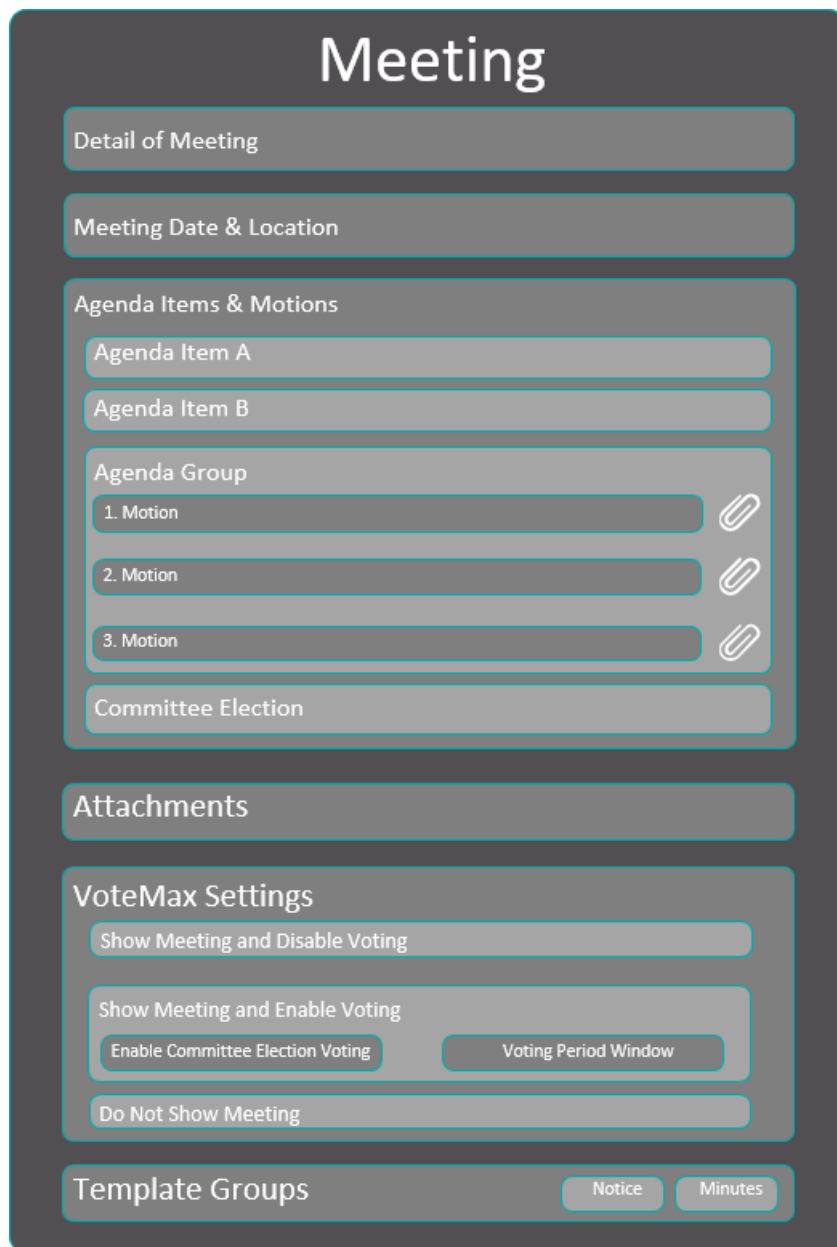 Meeting
Detail of Meeting
Meeting Date & Location
Agenda Items & Motions
Agenda Item A
Agenda Item B
Agenda Group
1. Motion
2. Motion
3. Motion
Committee Election
Attachments
VoteMax Settings
Show Meeting and Disable Voting
Show Meeting and Enable Voting
Enable Committee Election Voting
Voting Period Window
Do Not Show Meeting
Template Groups
Notice
Minutes